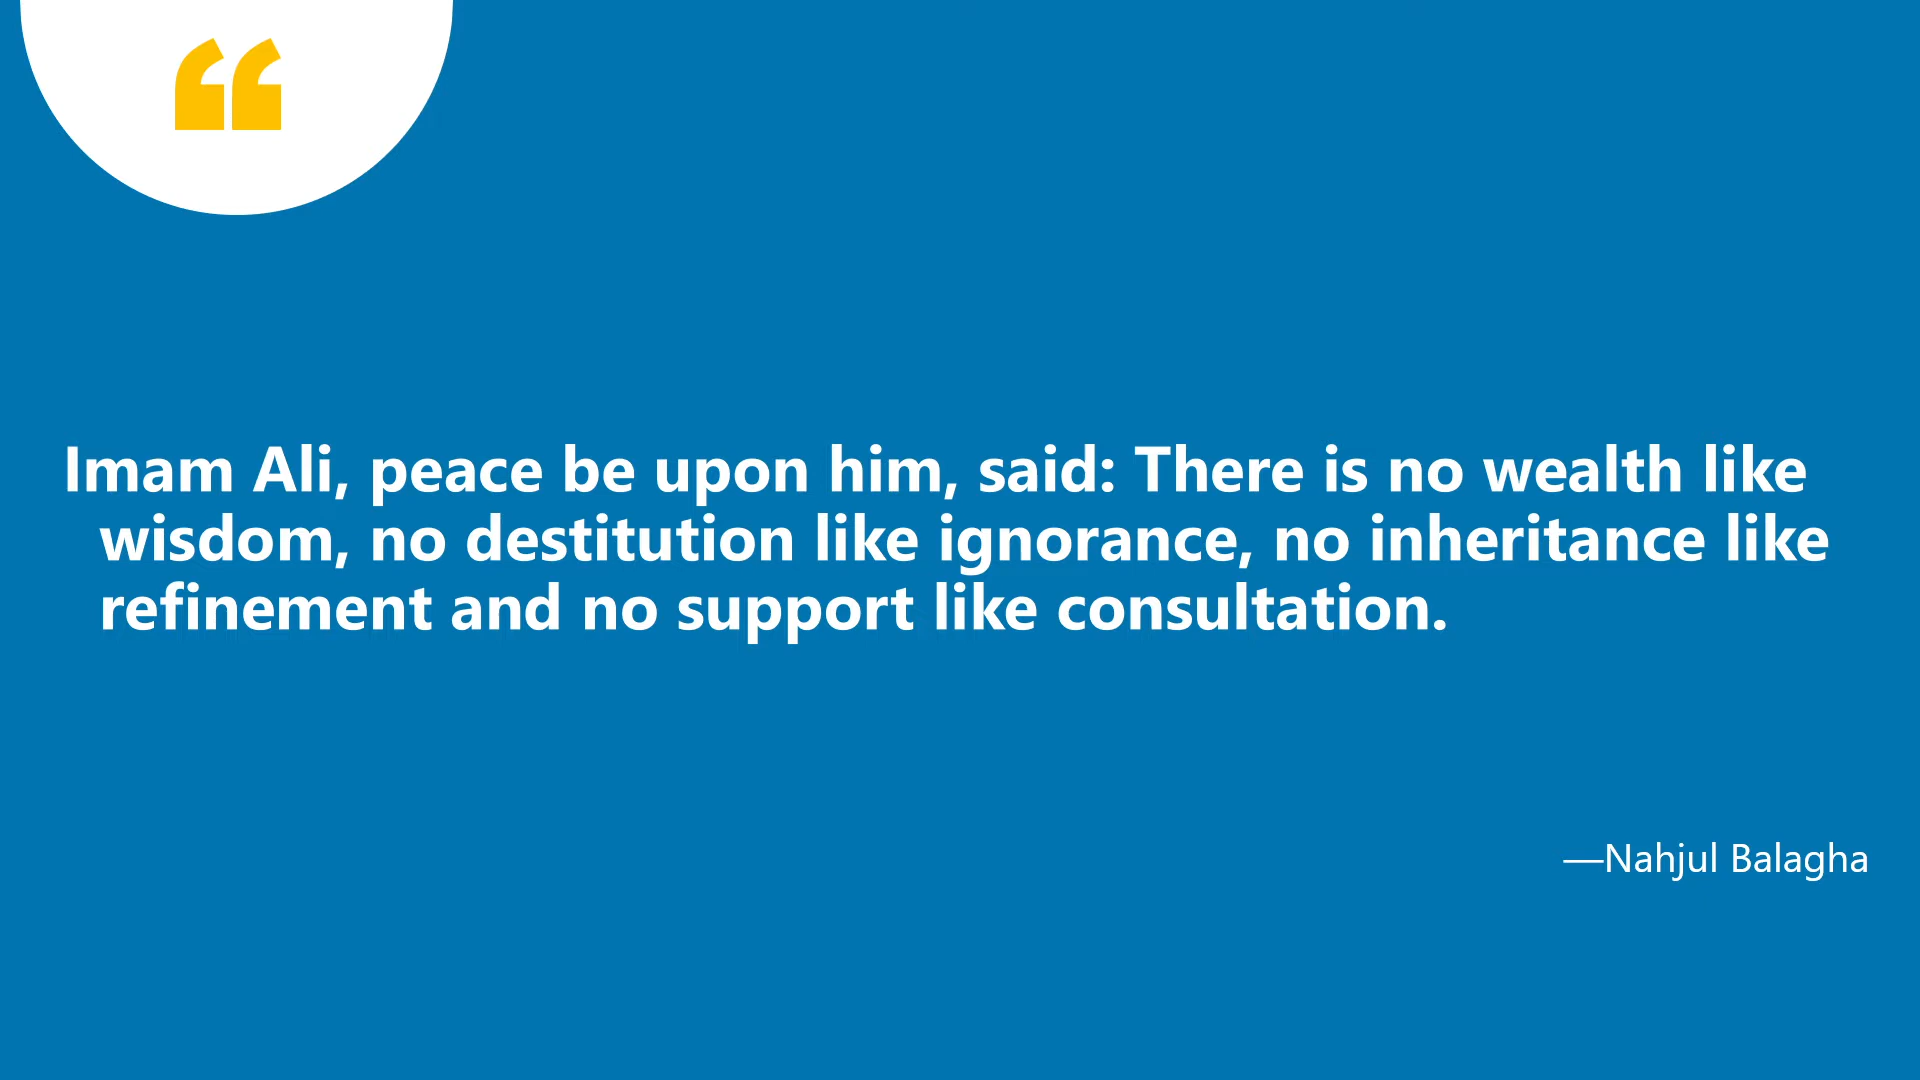 “
Imam Ali, peace be upon him, said: There is no wealth like
wisdom, no destitution like ignorance, no inheritance like
refinement and no support like consultation.
—Nahjul Balagha